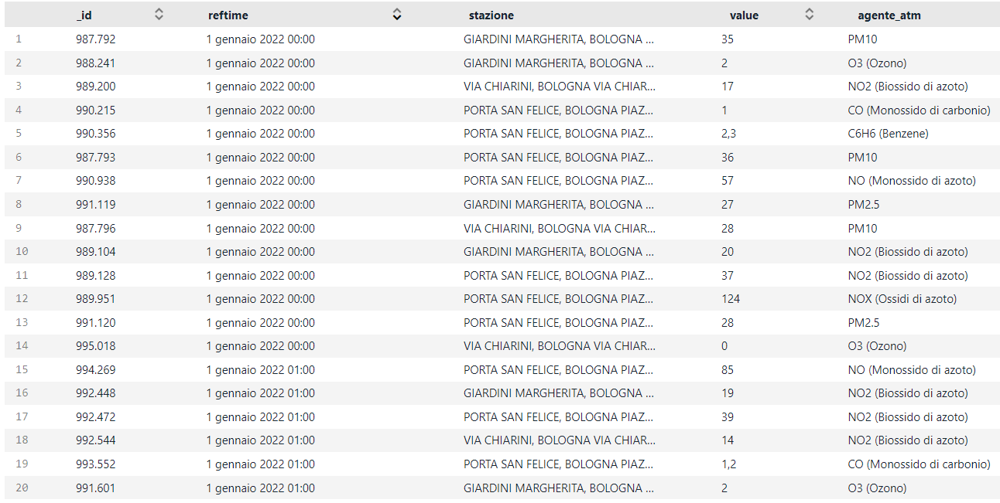 _id reftime stazione value agente_atm
1 987.792 1 gennaio 2022 00:00 GIARDINI MARGHERITA, BOLOGNA ... 35 PM10
2 988.241 1 gennaio 2022 00:00 GIARDINI MARGHERITA, BOLOGNA ... 2 O3 (Ozono)
3 989.200 1 gennaio 2022 00:00 VIA CHIARINI, BOLOGNA VIA CHIAR... 17 NO2 (Biossido di azoto)
4 990.215 1 gennaio 2022 00:00 PORTA SAN FELICE, BOLOGNA PIAZ... 1 CO (Monossido di carbonio)
5 990.356 1 gennaio 2022 00:00 PORTA SAN FELICE, BOLOGNA PIAZ... 2,3 C6H6 (Benzene)
6 987.793 1 gennaio 2022 00:00 PORTA SAN FELICE, BOLOGNA PIAZ... 36 PM10
7 990.938 1 gennaio 2022 00:00 PORTA SAN FELICE, BOLOGNA PIAZ... 57 NO (Monossido di azoto)
8 991.119 1 gennaio 2022 00:00 GIARDINI MARGHERITA, BOLOGNA ... 27 PM2.5
9 987.796 1 gennaio 2022 00:00 VIA CHIARINI, BOLOGNA VIA CHIAR... 28 PM10
10 989.104 1 gennaio 2022 00:00 GIARDINI MARGHERITA, BOLOGNA ... 20 NO2 (Biossido di azoto)
11 989.128 1 gennaio 2022 00:00 PORTA SAN FELICE, BOLOGNA PIAZ... 37 NO2 (Biossido di azoto)
12 989.951 1 gennaio 2022 00:00 PORTA SAN FELICE, BOLOGNA PIAZ... 124 NOX (Ossidi di azoto)
13 991.120 1 gennaio 2022 00:00 PORTA SAN FELICE, BOLOGNA PIAZ... 28 PM2.5
14 995.018 1 gennaio 2022 00:00 VIA CHIARINI, BOLOGNA VIA CHIAR... 0 O3 (Ozono)
15 994.269 1 gennaio 2022 01:00 PORTA SAN FELICE, BOLOGNA PIAZ... 85 NO (Monossido di azoto)
16 992.448 1 gennaio 2022 01:00 GIARDINI MARGHERITA, BOLOGNA ... 19 NO2 (Biossido di azoto)
17 992.472 1 gennaio 2022 01:00 PORTA SAN FELICE, BOLOGNA PIAZ... 39 NO2 (Biossido di azoto)
18 992.544 1 gennaio 2022 01:00 VIA CHIARINI, BOLOGNA VIA CHIAR... 14 NO2 (Biossido di azoto)
19 993.552 1 gennaio 2022 01:00 PORTA SAN FELICE, BOLOGNA PIAZ... 1,2 CO (Monossido di carbonio)
20 991.601 1 gennaio 2022 01:00 GIARDINI MARGHERITA, BOLOGNA ... 2 O3 (Ozono)